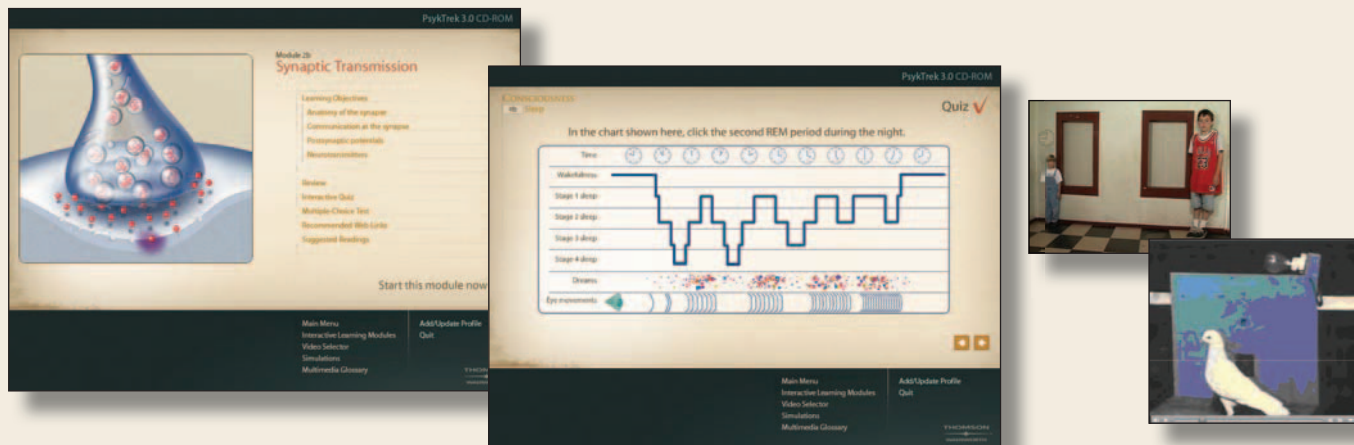 PsykTrek 3.0 CD-ROM
Module 2b
Synaptic Transmission
Learning Objectives
Anatomy of the synapse
Communication at the synapse
Postsynaptic potentials
Neurotransmitters
Review
Interactive Quiz
Multiple-Choice Test
Recommended Web Links
Suggested Readings
Start this module now
Main Menu
Interactive Learning Modules
Video Selector
Simulations
Multimedia Glossary
Add/Update Profile
Quit
PsykTrek 3.0 CD-ROM
CONSCIOUSNESS
Sleep
Quiz
In the chart shown here, click the second REM period during the night.
Time
Wakefulness
Stage 1 sleep
Stage 2 sleep
Stage 3 sleep
Stage 4 sleep
Dreams
Eye movements
Main Menu
Interactive Learning Modules
Video Selector
Simulations
Multimedia Glossary
Add/Update Profile
Quit
THOMSON